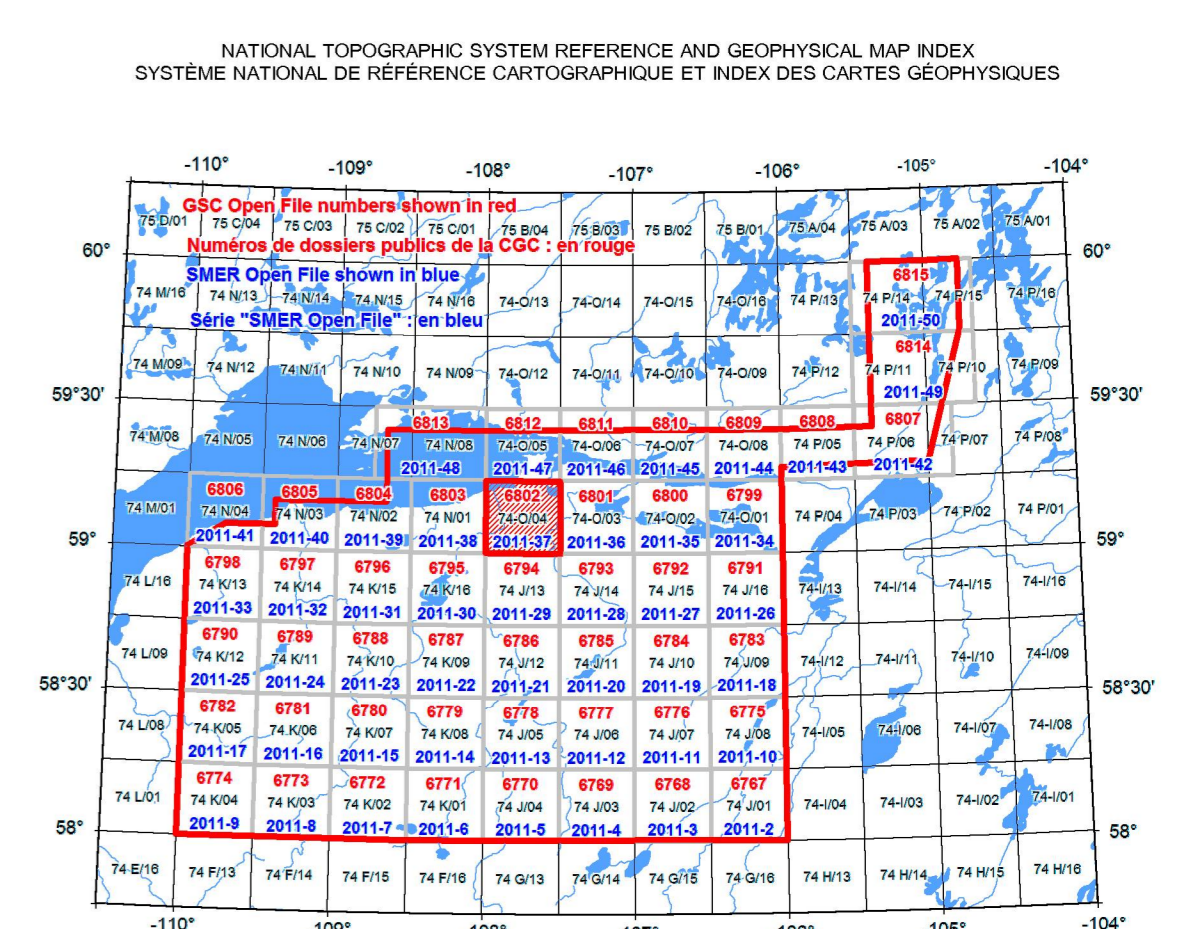 NATIONAL TOPOGRAPHIC SYSTEM REFERENCE AND GEOPHYSICAL MAP INDEX
SYSTÈME NATIONAL DE RÉFÉRENCE CARTOGRAPHIQUE ET INDEX DES CARTES GÉOPHYSIQUES
-110° -109° -108° -107° -106° -105° -104°
GSC Open File numbers shown in red
75 D/01 75 C/04 75 C/03 75 C/02 75 C/01 75 B/04 75 B/03 75 B/02 75 B/01 75 A/04 75 A/03 75 A/02 75 A/01
Numéros de dossiers publics de la CGC : en rouge
60° 60°
SMER Open File shown in blue
6815
74 M/16 74 N/13 74 N/14 74 N/15 74 N/16 74-O/13 74-O/14 74-O/15 74-O/16 74 P/13 74 P/14 74 P/15 74 P/16
Série "SMER Open File" : en bleu
2011-50
6814
74 M/09 74 N/12 74 N/11 74 N/10 74 N/09 74-O/12 74-O/11 74-O/10 74-O/09 74 P/12 74 P/11 74 P/10 74 P/09
2011-49
59°30' 59°30'
6813 6812 6811 6810 6809 6808 6807
74 M/08 74 N/05 74 N/06 74 N/07 74 N/08 74-O/05 74-O/06 74-O/07 74-O/08 74 P/05 74 P/06 74 P/07 74 P/08
2011-48 2011-47 2011-46 2011-45 2011-44 2011-43 2011-42
6806 6805 6804 6803 6802 6801 6800 6799
74 M/01 74 N/04 74 N/03 74 N/02 74 N/01 74-O/04 74-O/03 74-O/02 74-O/01 74 P/04 74 P/03 74 P/02 74 P/01
2011-41 2011-40 2011-39 2011-38 2011-37 2011-36 2011-35 2011-34
59° 59°
6798 6797 6796 6795 6794 6793 6792 6791
74 L/16 74 K/13 74 K/14 74 K/15 74 K/16 74 J/13 74 J/14 74 J/15 74 J/16 74-I/13 74-I/14 74-I/15 74-I/16
2011-33 2011-32 2011-31 2011-30 2011-29 2011-28 2011-27 2011-26
6790 6789 6788 6787 6786 6785 6784 6783
74 L/09 74 K/12 74 K/11 74 K/10 74 K/09 74 J/12 74 J/11 74 J/10 74 J/09 74-I/12 74-I/11 74-I/10 74-I/09
2011-25 2011-24 2011-23 2011-22 2011-21 2011-20 2011-19 2011-18
58°30' 58°30'
6782 6781 6780 6779 6778 6777 6776 6775
74 L/08 74 K/05 74 K/06 74 K/07 74 K/08 74 J/05 74 J/06 74 J/07 74 J/08 74-I/05 74-I/06 74-I/07 74-I/08
2011-17 2011-16 2011-15 2011-14 2011-13 2011-12 2011-11 2011-10
6774 6773 6772 6771 6770 6769 6768 6767
74 L/01 74 K/04 74 K/03 74 K/02 74 K/01 74 J/04 74 J/03 74 J/02 74 J/01 74-I/04 74-I/03 74-I/02 74-I/01
2011-9 2011-8 2011-7 2011-6 2011-5 2011-4 2011-3 2011-2
58° 58°
74 E/16 74 F/13 74 F/14 74 F/15 74 F/16 74 G/13 74 G/14 74 G/15 74 G/16 74 H/13 74 H/14 74 H/15 74 H/16
-110° -109° -108° -107° -106° -105° -104°